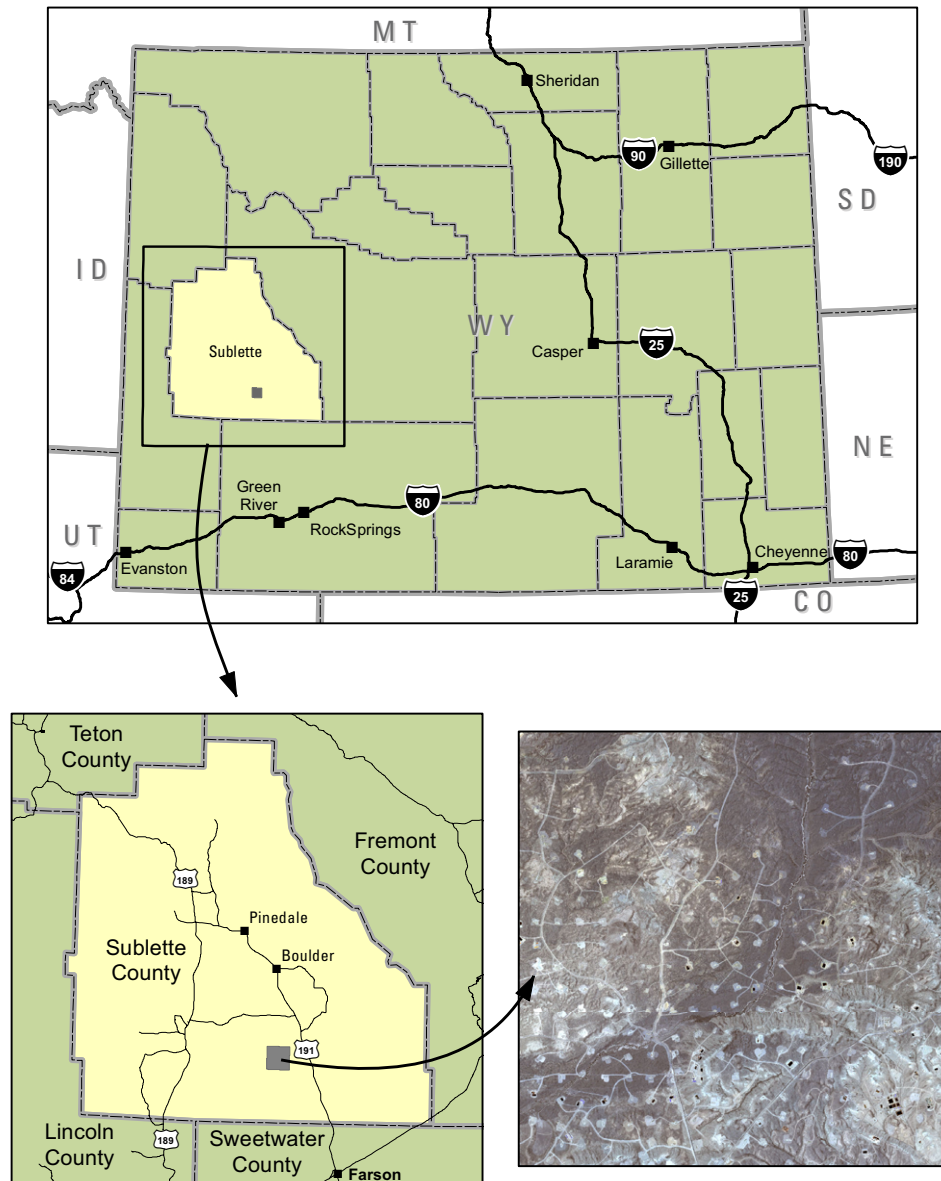 MT
Sheridan
90
Gillette
190
SD
ID
WY
Sublette
Casper
25
NE
Green
River
80
RockSprings
UT
Evanston
84
Laramie
Cheyenne
80
25
CO
Teton
County
Fremont
County
189
Pinedale
Sublette
County
Boulder
191
Lincoln
County
189
Sweetwater
County
Farson